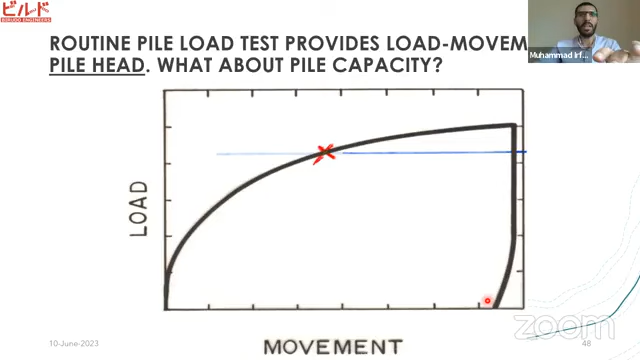 ビルド
BORUDO ENGINEERS
ROUTINE PILE LOAD TEST PROVIDES LOAD-MOVEM
PILE HEAD. WHAT ABOUT PILE CAPACITY?
Muhammad Irf...
LOAD
MOVEMENT
10-June-2023
zoom
48